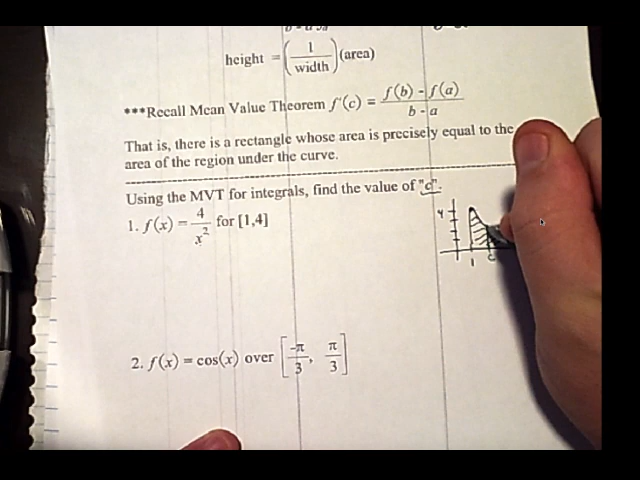 height = (1/width)(area)
***Recall Mean Value Theorem f'(c) = f(b) - f(a) / b - a
That is, there is a rectangle whose area is precisely equal to the
area of the region under the curve.
Using the MVT for integrals, find the value of "c".
1. f(x) = 4/x² for [1,4]
4
1 c
2. f(x) = cos(x) over [-π/3, π/3]